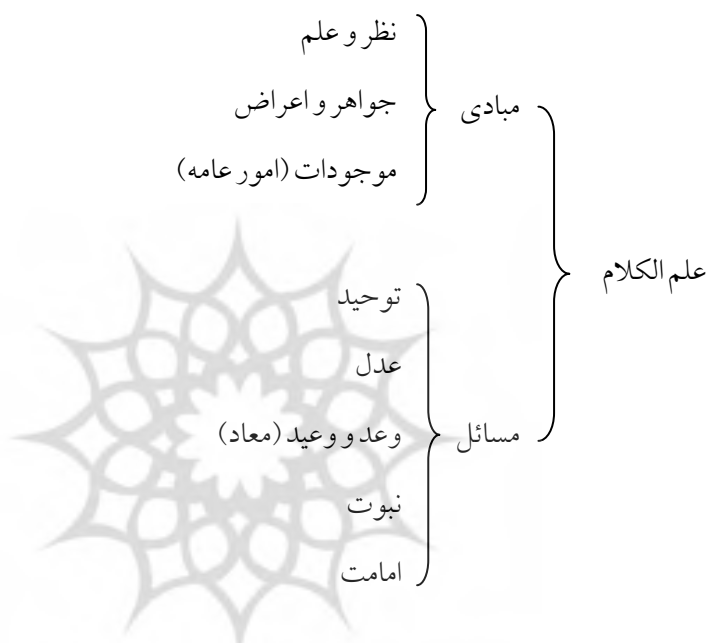 علم الکلام
مبادی
نظر و علم
جواهر و اعراض
موجودات (امور عامه)
مسائل
توحید
عدل
وعد و وعید (معاد)
نبوت
امامت